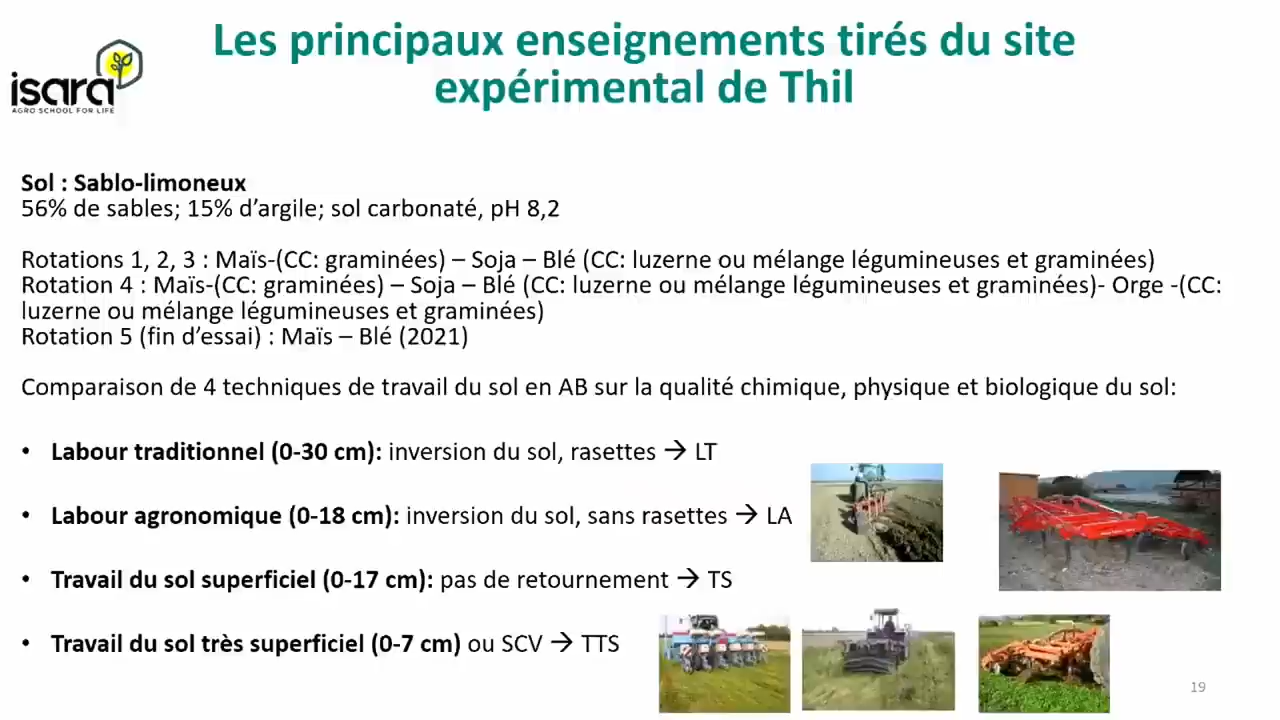 Les principaux enseignements tirés du site
expérimental de Thil
isara
AGRO SCHOOL FOR LIFE
Sol : Sablo-limoneux
56% de sables; 15% d’argile; sol carbonaté, pH 8,2
Rotations 1, 2, 3 : Maïs-(CC: graminées) – Soja – Blé (CC: luzerne ou mélange légumineuses et graminées)
Rotation 4 : Maïs-(CC: graminées) – Soja – Blé (CC: luzerne ou mélange légumineuses et graminées)- Orge -(CC:
luzerne ou mélange légumineuses et graminées)
Rotation 5 (fin d’essai) : Maïs – Blé (2021)
Comparaison de 4 techniques de travail du sol en AB sur la qualité chimique, physique et biologique du sol:
• Labour traditionnel (0-30 cm): inversion du sol, rasettes → LT
• Labour agronomique (0-18 cm): inversion du sol, sans rasettes → LA
• Travail du sol superficiel (0-17 cm): pas de retournement → TS
• Travail du sol très superficiel (0-7 cm) ou SCV → TTS
19